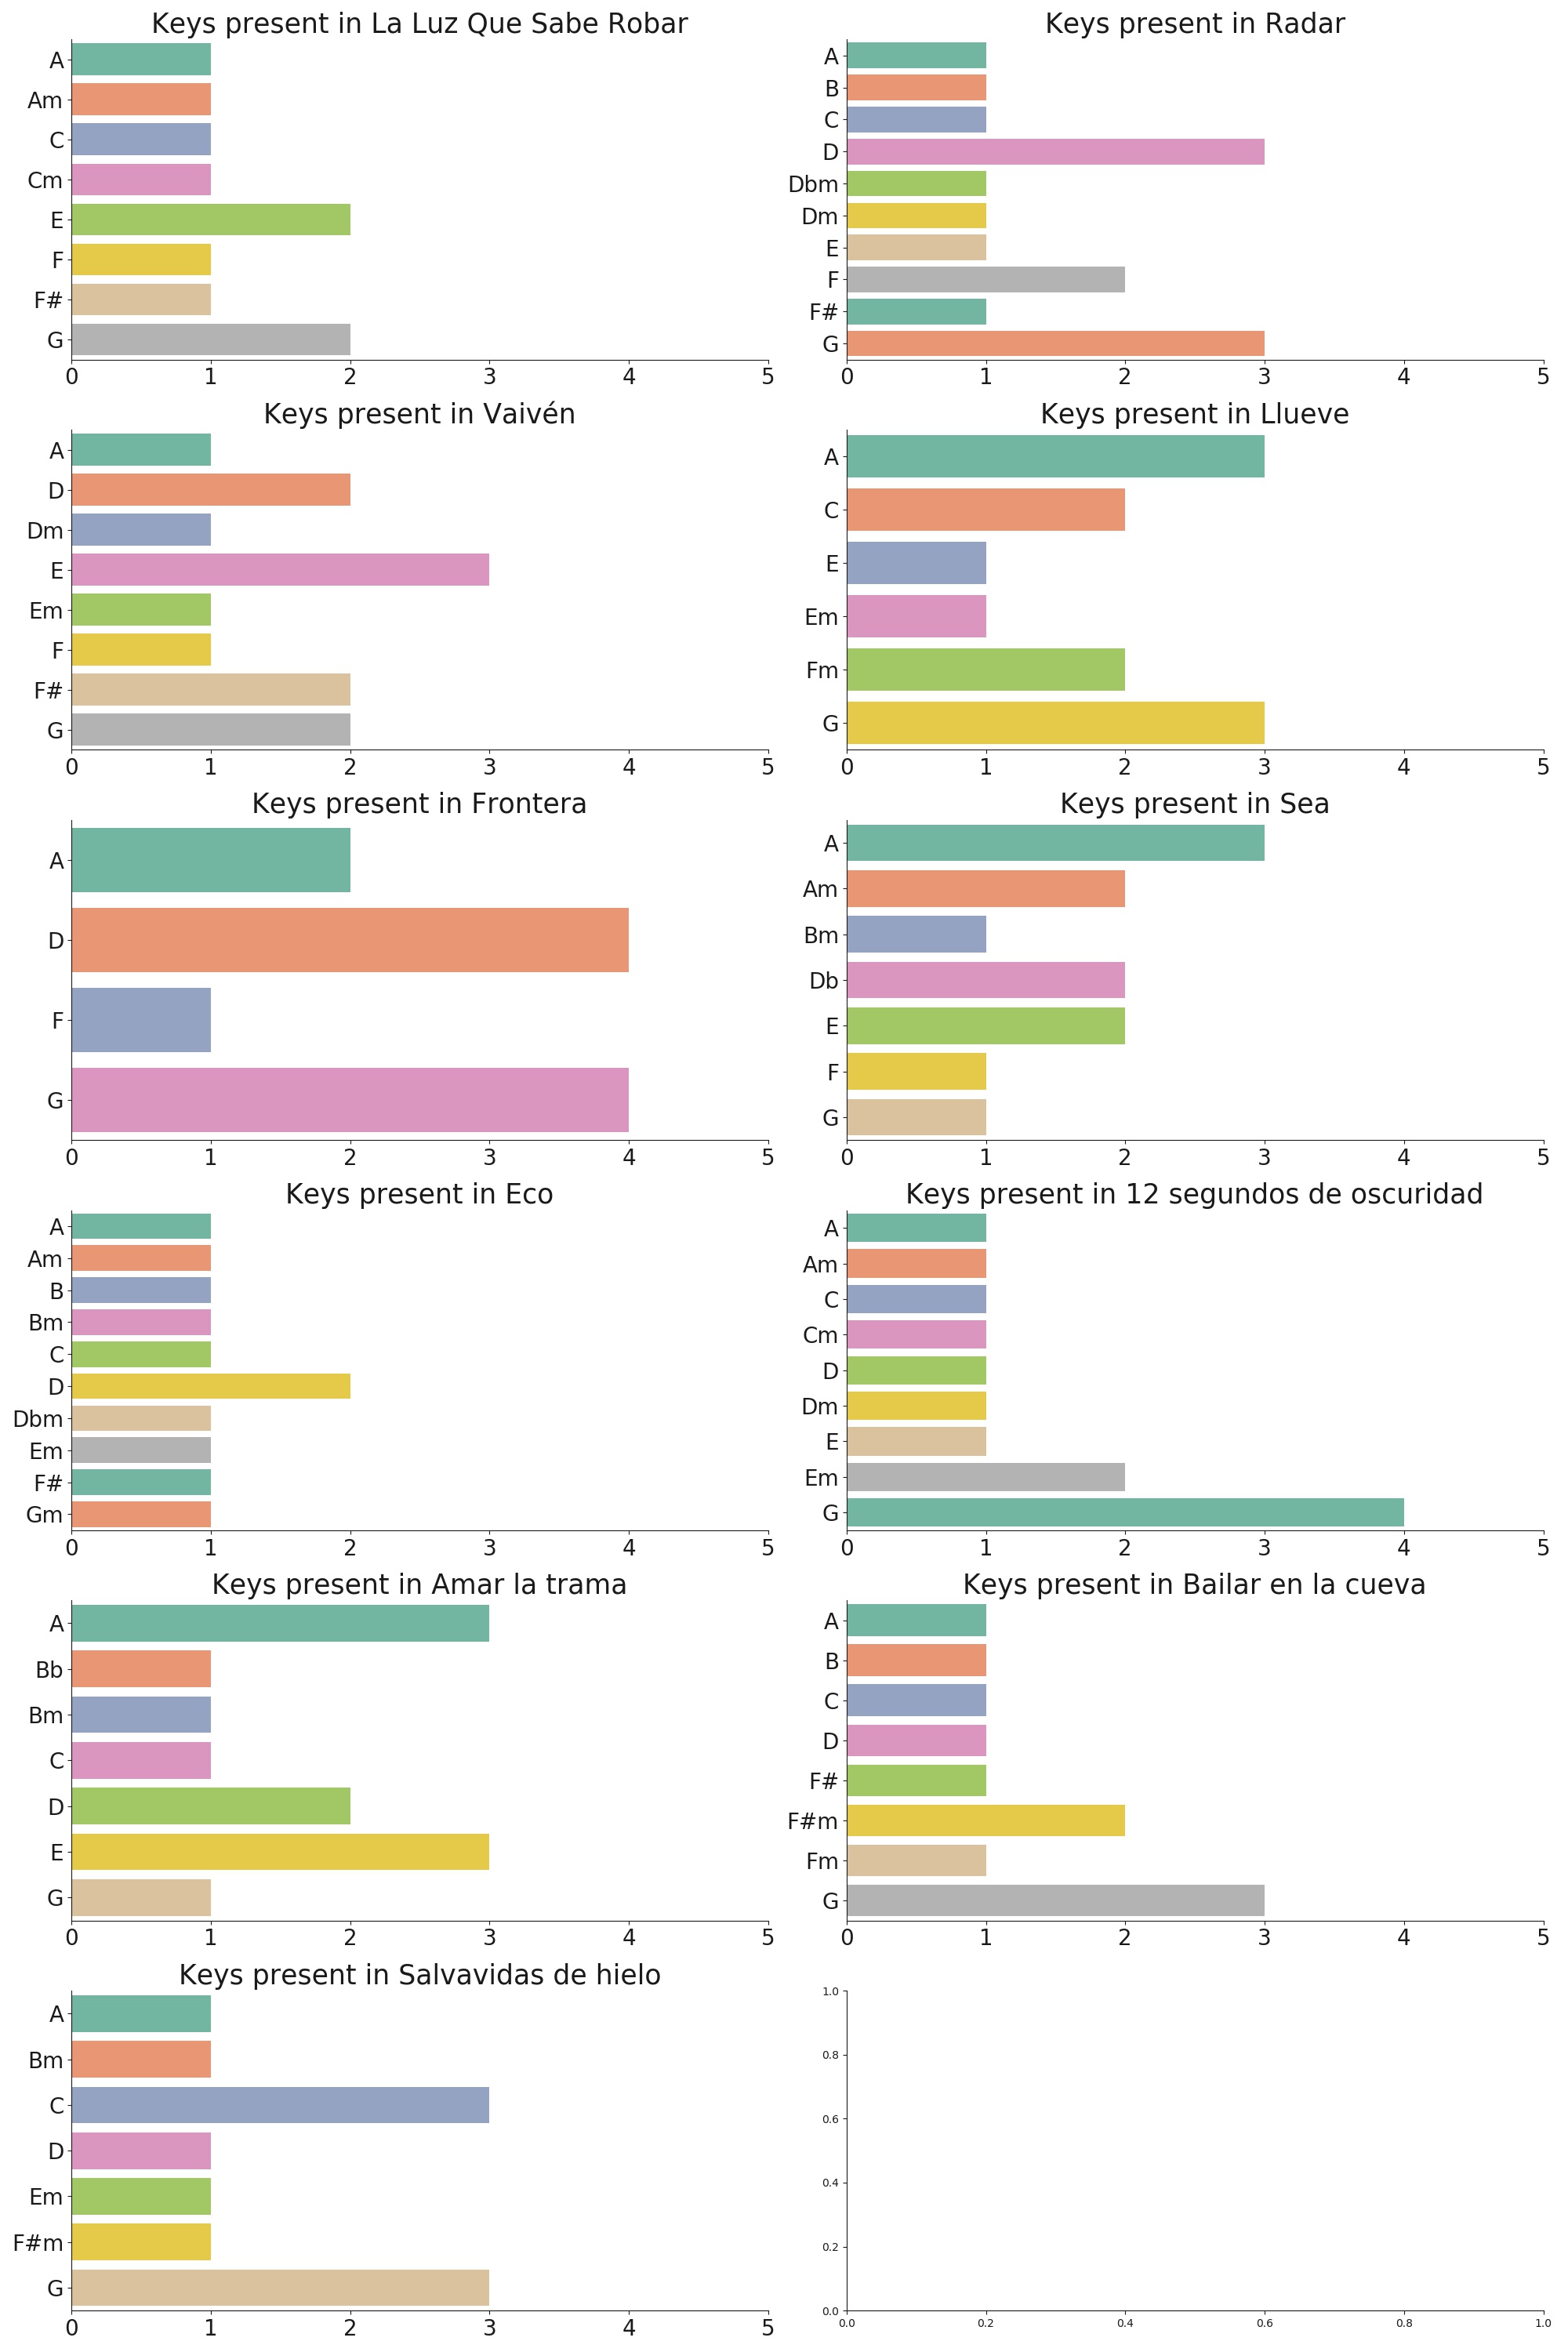 Keys present in La Luz Que Sabe Robar
A
Am
C
Cm
E
F
F#
G
0 1 2 3 4 5
Keys present in Radar
A
B
C
D
Dbm
Dm
E
F
F#
G
0 1 2 3 4 5
Keys present in Vaivén
A
D
Dm
E
Em
F
F#
G
0 1 2 3 4 5
Keys present in Llueve
A
C
E
Em
Fm
G
0 1 2 3 4 5
Keys present in Frontera
A
D
F
G
0 1 2 3 4 5
Keys present in Sea
A
Am
Bm
Db
E
F
G
0 1 2 3 4 5
Keys present in Eco
A
Am
B
Bm
C
D
Dbm
Em
F#
Gm
0 1 2 3 4 5
Keys present in 12 segundos de oscuridad
A
Am
C
Cm
D
Dm
E
Em
G
0 1 2 3 4 5
Keys present in Amar la trama
A
Bb
Bm
C
D
E
G
0 1 2 3 4 5
Keys present in Bailar en la cueva
A
B
C
D
F#
F#m
Fm
G
0 1 2 3 4 5
Keys present in Salvavidas de hielo
A
Bm
C
D
Em
F#m
G
0 1 2 3 4 5
1.0
0.8
0.6
0.4
0.2
0.0
0.0 0.2 0.4 0.6 0.8 1.0